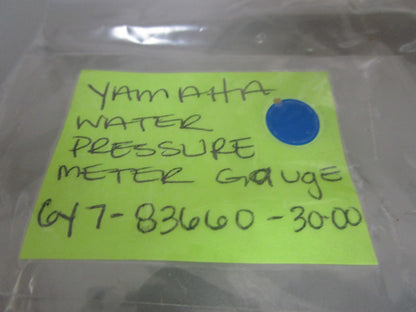 YAMAHA
WATER
PRESSURE
METER GaugE
6Y7-83660-30-00